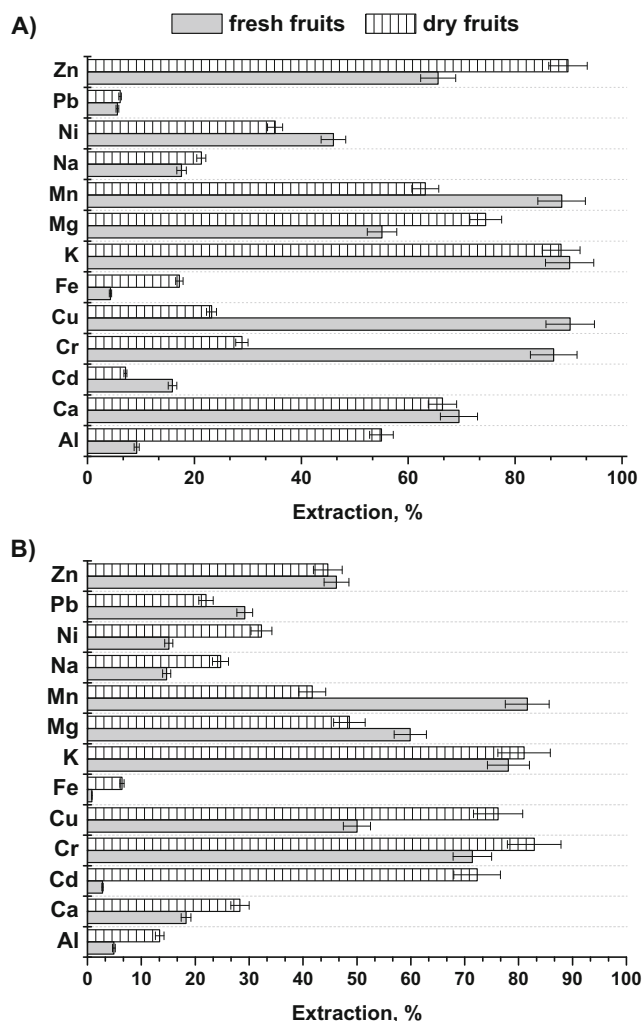 A)
fresh fruits dry fruits
Zn
Pb
Ni
Na
Mn
Mg
K
Fe
Cu
Cr
Cd
Ca
Al
0 20 40 60 80 100
Extraction, %
B)
Zn
Pb
Ni
Na
Mn
Mg
K
Fe
Cu
Cr
Cd
Ca
Al
0 10 20 30 40 50 60 70 80 90 100
Extraction, %